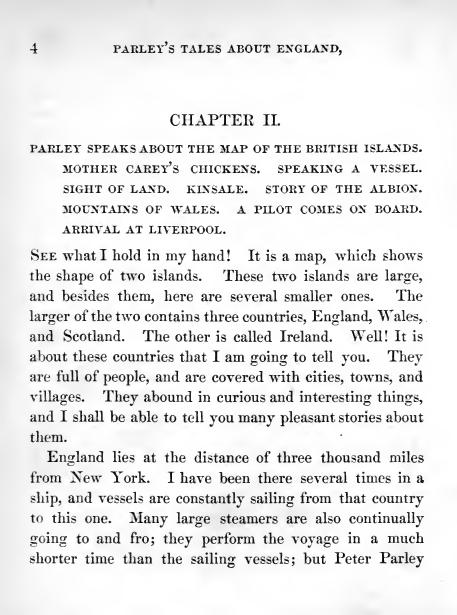 4 PARLEY'S TALES ABOUT ENGLAND,
CHAPTER II.
PARLEY SPEAKS ABOUT THE MAP OF THE BRITISH ISLANDS.
MOTHER CAREY'S CHICKENS. SPEAKING A VESSEL.
SIGHT OF LAND. KINSALE. STORY OF THE ALBION.
MOUNTAINS OF WALES. A PILOT COMES ON BOARD.
ARRIVAL AT LIVERPOOL.
SEE what I hold in my hand! It is a map, which shows
the shape of two islands. These two islands are large,
and besides them, here are several smaller ones. The
larger of the two contains three countries, England, Wales,
and Scotland. The other is called Ireland. Well! It is
about these countries that I am going to tell you. They
are full of people, and are covered with cities, towns, and
villages. They abound in curious and interesting things,
and I shall be able to tell you many pleasant stories about
them.
England lies at the distance of three thousand miles
from New York. I have been there several times in a
ship, and vessels are constantly sailing from that country
to this one. Many large steamers are also continually
going to and fro; they perform the voyage in a much
shorter time than the sailing vessels; but Peter Parley